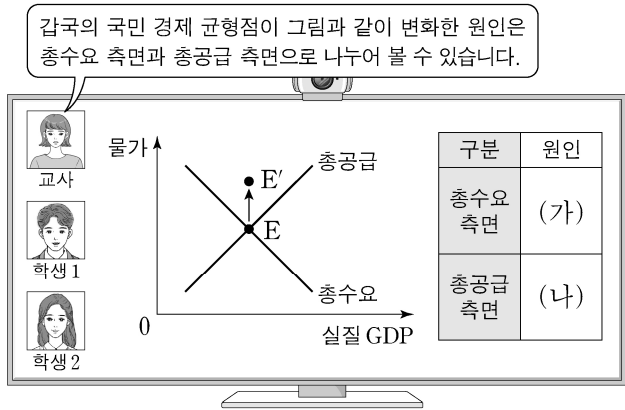 갑국의 국민 경제 균형점이 그림과 같이 변화한 원인은
총수요 측면과 총공급 측면으로 나누어 볼 수 있습니다.
교사
학생 1
학생 2
물가
총공급
E′
E
총수요
0
실질 GDP
구분 원인
총수요
측면
(가)
총공급
측면
(나)